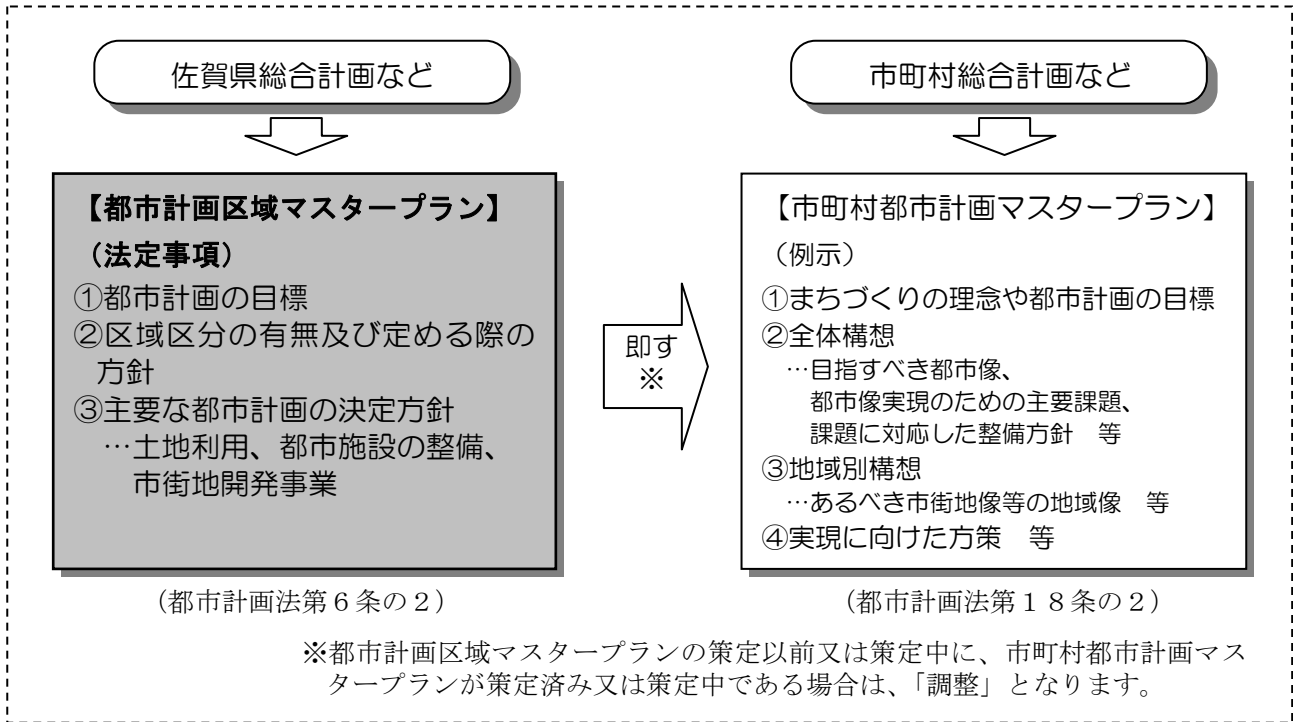 佐賀県総合計画など
【都市計画区域マスタープラン】
（法定事項）
①都市計画の目標
②区域区分の有無及び定める際の
方針
③主要な都市計画の決定方針
…土地利用、都市施設の整備、
市街地開発事業
（都市計画法第６条の２）
即す
※
市町村総合計画など
【市町村都市計画マスタープラン】
（例示）
①まちづくりの理念や都市計画の目標
②全体構想
…目指すべき都市像、
都市像実現のための主要課題、
課題に対応した整備方針　等
③地域別構想
…あるべき市街地像等の地域像　等
④実現に向けた方策　等
（都市計画法第１８条の２）
※都市計画区域マスタープランの策定以前又は策定中に、市町村都市計画マス
タープランが策定済み又は策定中である場合は、「調整」となります。